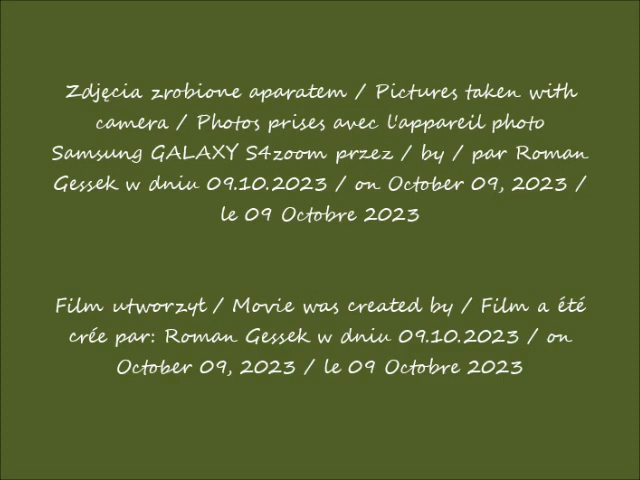 Zdjęcia zrobione aparatem / Pictures taken with
camera / Photos prises avec l'appareil photo
Samsung GALAXY S4zoom przez / by / par Roman
Gessek w dniu 09.10.2023 / on October 09, 2023 /
le 09 Octobre 2023
Film utworzył / Movie was created by / Film a été
crée par: Roman Gessek w dniu 09.10.2023 / on
October 09, 2023 / le 09 Octobre 2023